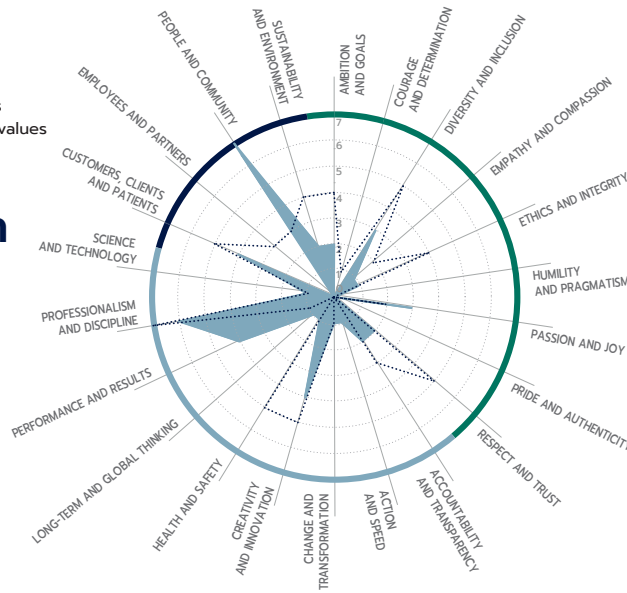 values
AMBITION
AND GOALS
COURAGE
AND DETERMINATION
DIVERSITY AND INCLUSION
EMPATHY AND COMPASSION
ETHICS AND INTEGRITY
HUMILITY
AND PRAGMATISM
PASSION AND JOY
PRIDE AND AUTHENTICITY
RESPECT AND TRUST
ACCOUNTABILITY
AND TRANSPARENCY
ACTION
AND SPEED
CHANGE AND
TRANSFORMATION
CREATIVITY
AND INNOVATION
HEALTH AND SAFETY
LONG-TERM AND GLOBAL THINKING
PERFORMANCE AND RESULTS
PROFESSIONALISM
AND DISCIPLINE
SCIENCE
AND TECHNOLOGY
CUSTOMERS, CLIENTS
AND PATIENTS
EMPLOYEES AND PARTNERS
PEOPLE AND COMMUNITY
SUSTAINABILITY
AND ENVIRONMENT
7
6
5
4
3